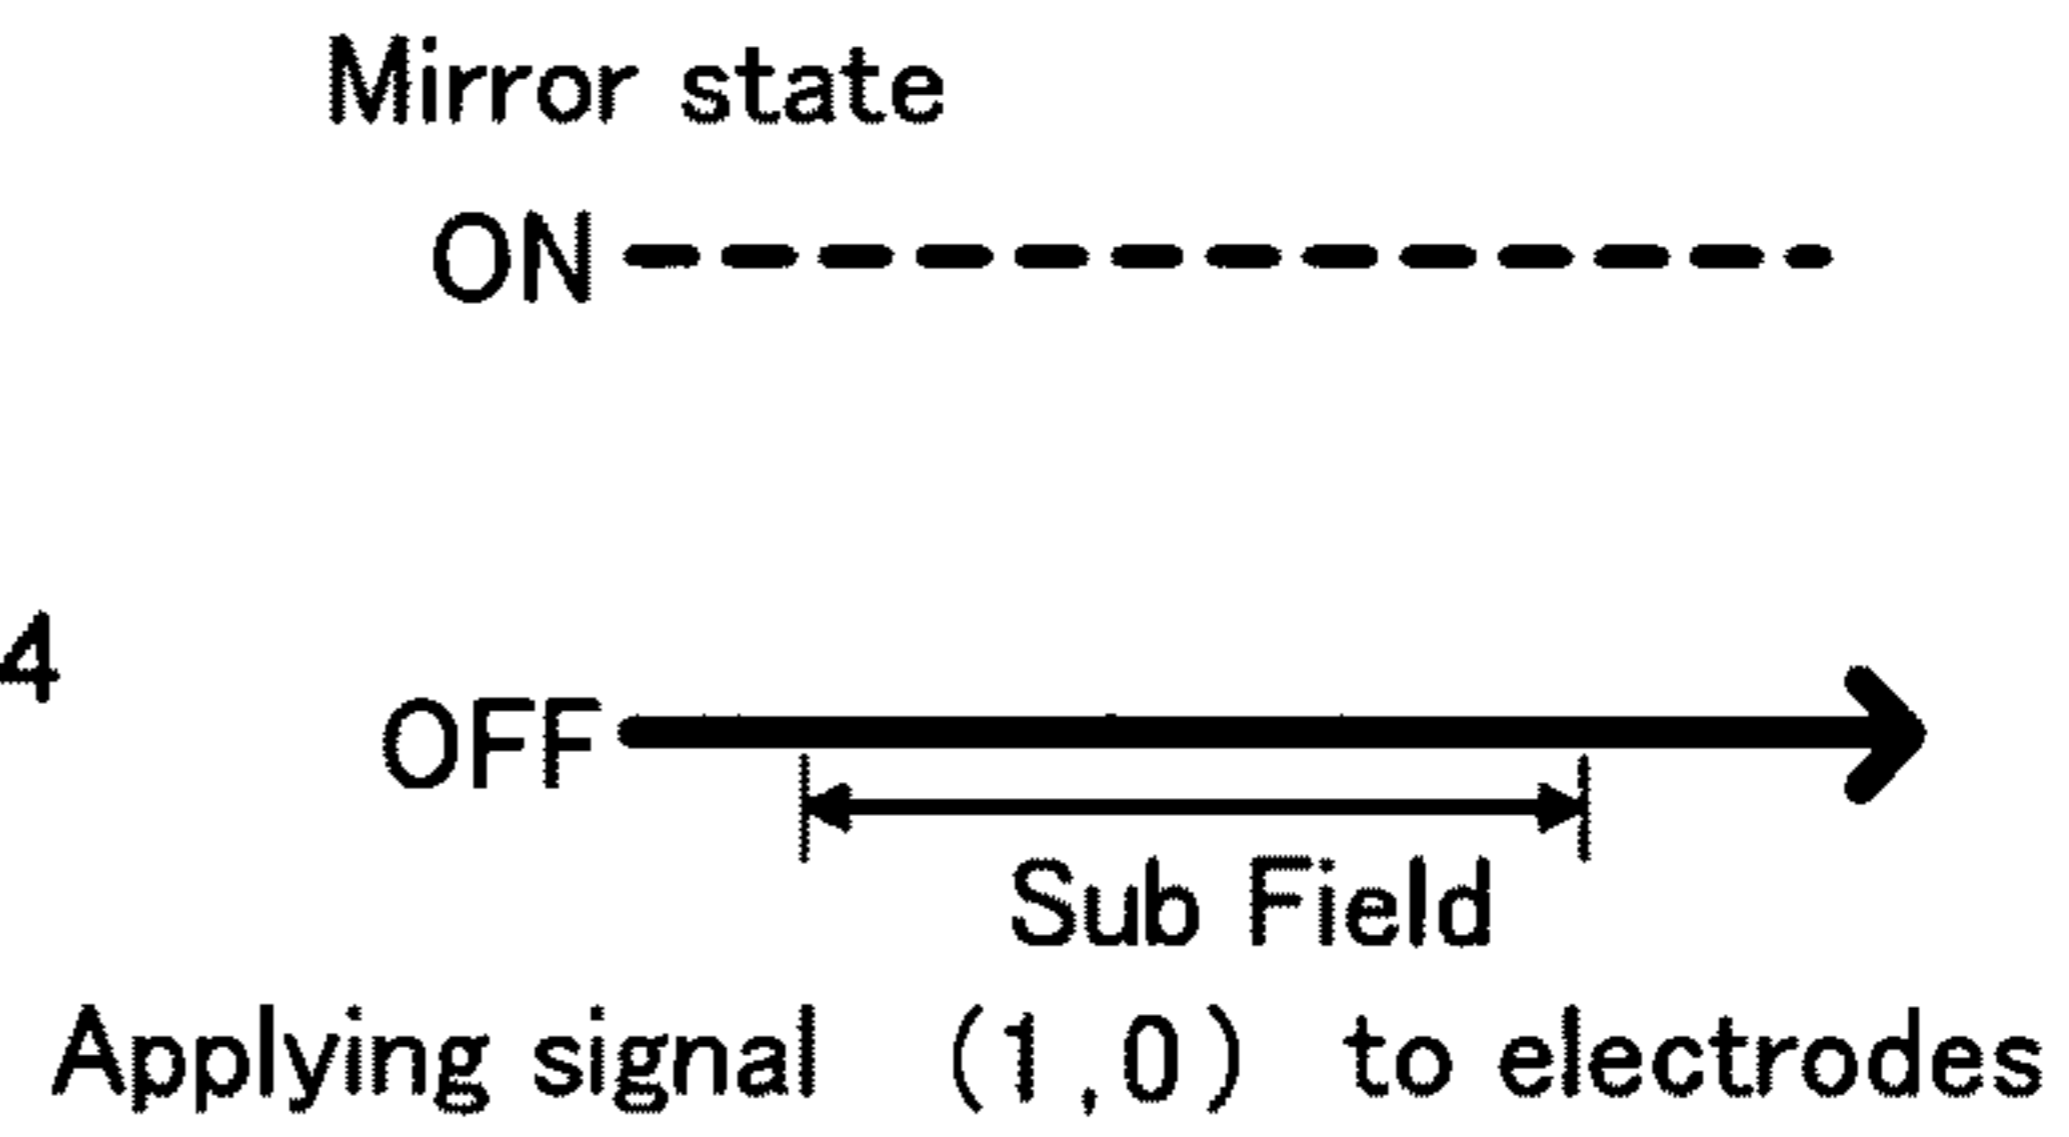 Mirror state
ON
4
OFF
Sub Field
Applying signal (1,0) to electrodes